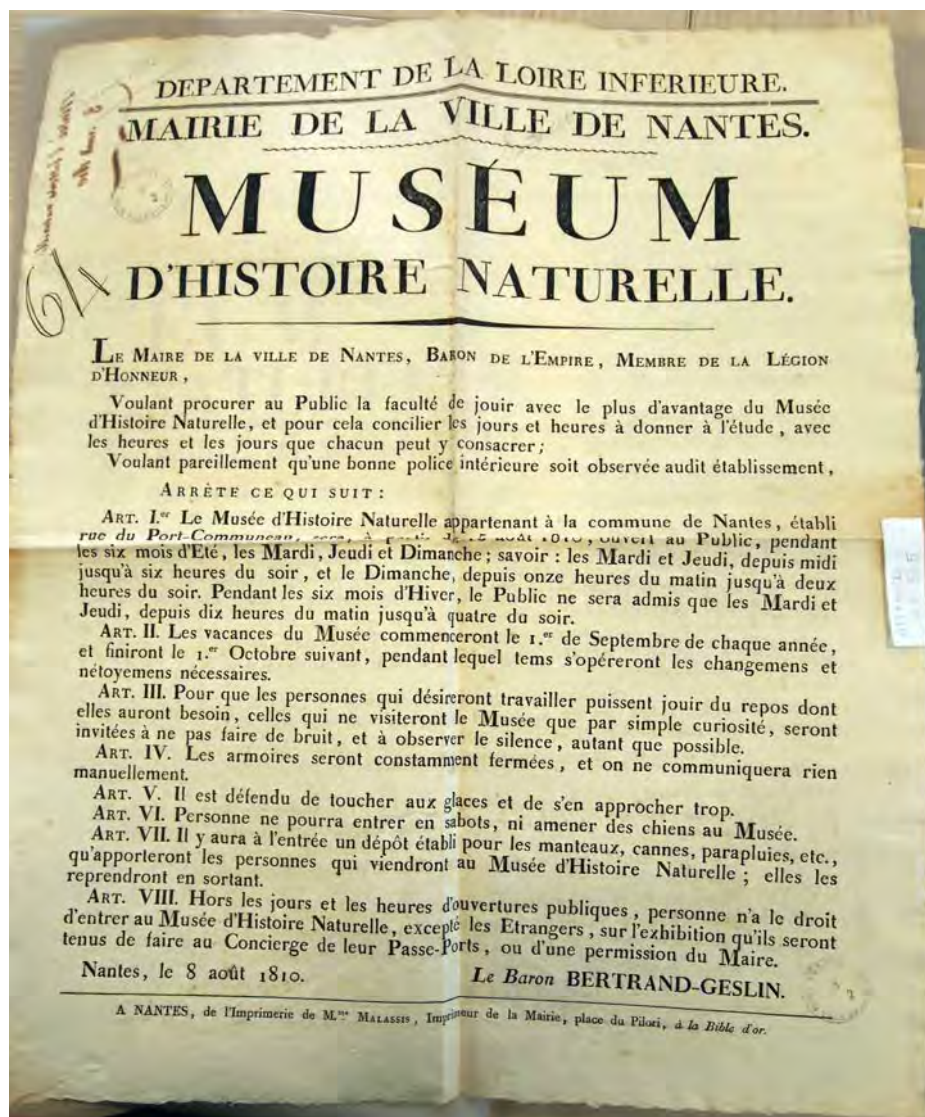 DEPARTEMENT DE LA LOIRE INFERIEURE.
MAIRIE DE LA VILLE DE NANTES.
MUSÉUM
D'HISTOIRE NATURELLE.
6/4
LE MAIRE DE LA VILLE DE NANTES, BARON DE L'EMPIRE, MEMBRE DE LA LÉGION
D'HONNEUR,
Voulant procurer au Public la faculté de jouir avec le plus d'avantage du Musée
d'Histoire Naturelle, et pour cela concilier les jours et heures à donner à l'étude, avec
les heures et les jours que chacun peut y consacrer;
Voulant pareillement qu'une bonne police intérieure soit observée audit établissement,
ARRÊTE CE QUI SUIT:
ART. I.er Le Musée d'Histoire Naturelle appartenant à la commune de Nantes, établi
rue du Port-Communeau, sera, à août 1810, ouvert au Public, pendant
les six mois d'Eté, les Mardi, Jeudi et Dimanche; savoir: les Mardi et Jeudi, depuis midi
jusqu'à six heures du soir, et le Dimanche, depuis onze heures du matin jusqu'à deux
heures du soir. Pendant les six mois d'Hiver, le Public ne sera admis que les Mardi et
Jeudi, depuis dix heures du matin jusqu'à quatre du soir.
ART. II. Les vacances du Musée commenceront le 1.er de Septembre de chaque année,
et finiront le 1.er Octobre suivant, pendant lequel tems s'opéreront les changemens et
nétoyemens nécessaires.
ART. III. Pour que les personnes qui désireront travailler puissent jouir du repos dont
elles auront besoin, celles qui ne visiteront le Musée que par simple curiosité, seront
invitées à ne pas faire de bruit, et à observer le silence, autant que possible.
ART. IV. Les armoires seront constamment fermées, et on ne communiquera rien
manuellement.
ART. V. Il est défendu de toucher aux glaces et de s'en approcher trop.
ART. VI. Personne ne pourra entrer en sabots, ni amener des chiens au Musée.
ART. VII. Il y aura à l'entrée un dépôt établi pour les manteaux, cannes, parapluies, etc.,
qu'apporteront les personnes qui viendront au Musée d'Histoire Naturelle; elles les
reprendront en sortant.
ART. VIII. Hors les jours et les heures d'ouvertures publiques, personne n'a le droit
d'entrer au Musée d'Histoire Naturelle, excepté les Etrangers, sur l'exhibition qu'ils seront
tenus de faire au Concierge de leur Passe-Ports, ou d'une permission du Maire.
Nantes, le 8 août 1810.
Le Baron BERTRAND-GESLIN.
A NANTES, de l'Imprimerie de M.me MALASSIS, Imprimeur de la Mairie, place du Pilori, à la Bible d'or.